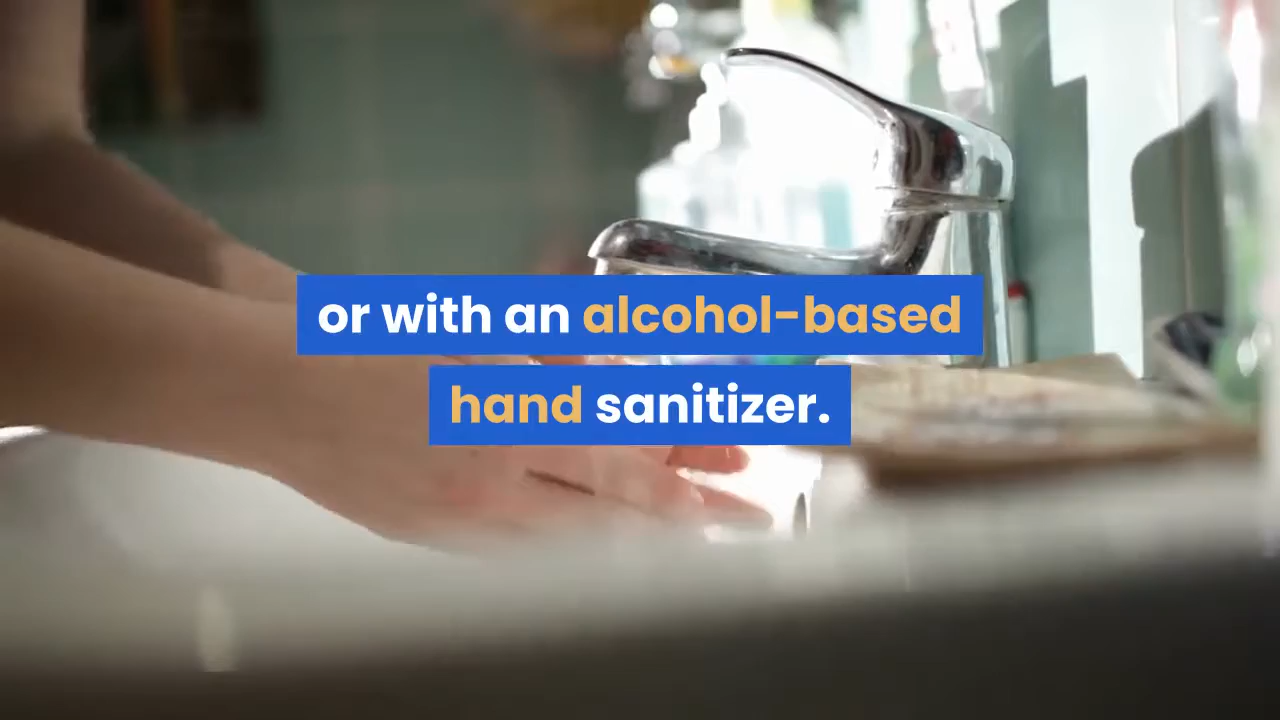 or with an alcohol-based
hand sanitizer.